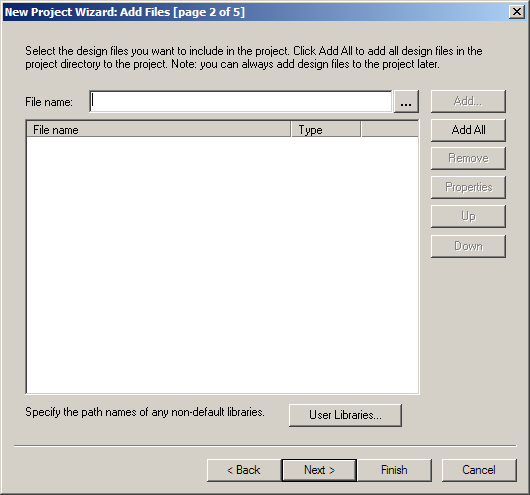 New Project Wizard: Add Files [page 2 of 5]
Select the design files you want to include in the project. Click Add All to add all design files in the
project directory to the project. Note: you can always add design files to the project later.
File name: ... Add...
File name Type Add All
Remove
Properties
Up
Down
Specify the path names of any non-default libraries. User Libraries...
< Back Next > Finish Cancel